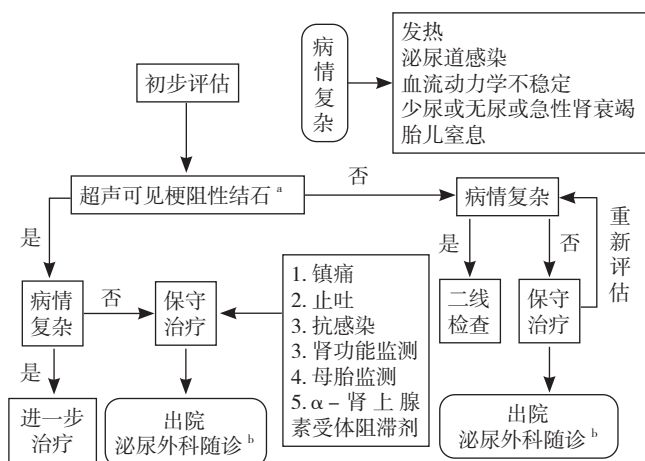 病
情
复
杂
发热
泌尿道感染
血流动力学不稳定
少尿或无尿或急性肾衰竭
胎儿窒息
初步评估
超声可见梗阻性结石 a
否
病情复杂
是
病情
复杂
否
保守
治疗
1. 镇痛
2. 止吐
3. 抗感染
3. 肾功能监测
4. 母胎监测
5. α－肾上腺
素受体阻滞剂
是
否
二线
检查
保守
治疗
重
新
评
估
是
进一步
治疗
出院
泌尿外科随诊 b
出院
泌尿外科随诊 b